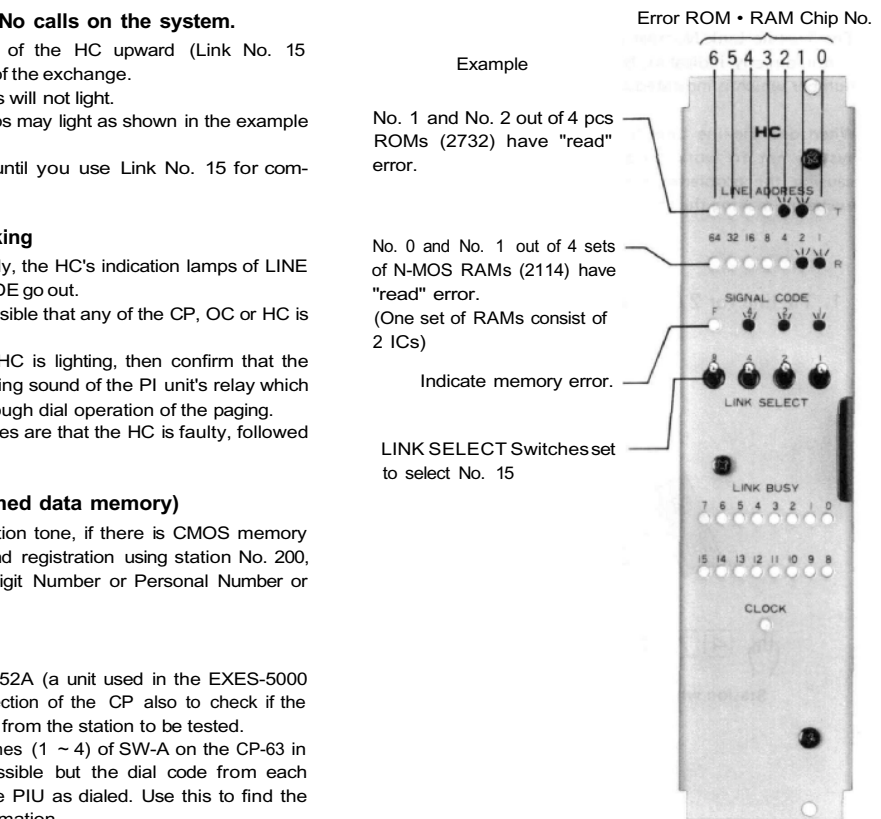 No calls on the system.
of the HC upward (Link No. 15
of the exchange.
s will not light.
os may light as shown in the example
until you use Link No. 15 for com-
king
ly, the HC's indication lamps of LINE
DE go out.
sible that any of the CP, OC or HC is
HC is lighting, then confirm that the
ing sound of the PI unit's relay which
ough dial operation of the paging.
es are that the HC is faulty, followed
med data memory)
tion tone, if there is CMOS memory
nd registration using station No. 200,
igit Number or Personal Number or
52A (a unit used in the EXES-5000
ection of the CP also to check if the
from the station to be tested.
hes (1 ~ 4) of SW-A on the CP-63 in
ssible but the dial code from each
e PIU as dialed. Use this to find the
mation.
Error ROM • RAM Chip No.
6 5 4 3 2 1 0
Example
No. 1 and No. 2 out of 4 pcs
ROMs (2732) have "read"
error.
No. 0 and No. 1 out of 4 sets
of N-MOS RAMs (2114) have
"read" error.
(One set of RAMs consist of
2 ICs)
Indicate memory error.
LINK SELECT Switches set
to select No. 15
HC
LINE ADDRESS
T
64 32 16 8 4 2 1
R
SIGNAL CODE
F 4 2 1
8 4 2 1
LINK SELECT
LINK BUSY
7 6 5 4 3 2 1 0
15 14 13 12 11 10 9 8
CLOCK